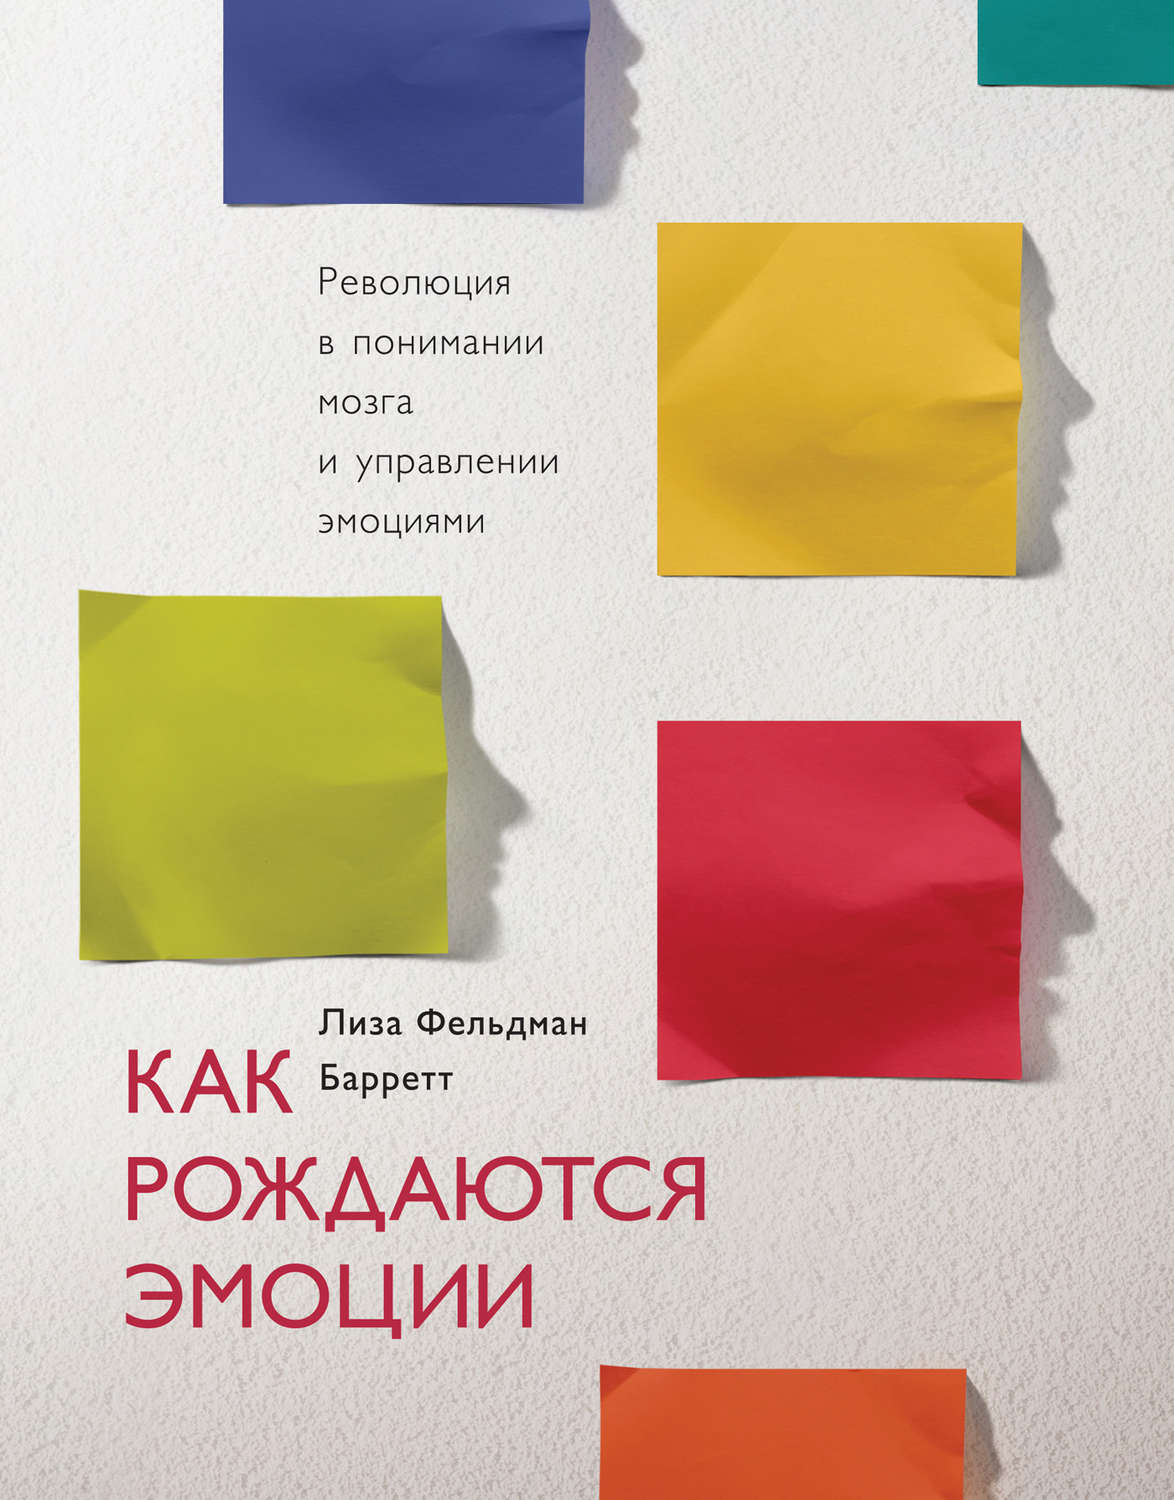 Революция
в понимании
мозга
и управлении
эмоциями
Лиза Фельдман
Барретт
КАК
РОЖДАЮТСЯ
ЭМОЦИИ